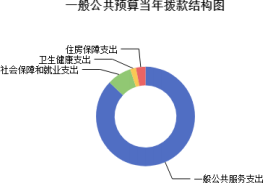 一般公共预算当年拨款结构图
住房保障支出
卫生健康支出
社会保障和就业支出
一般公共服务支出